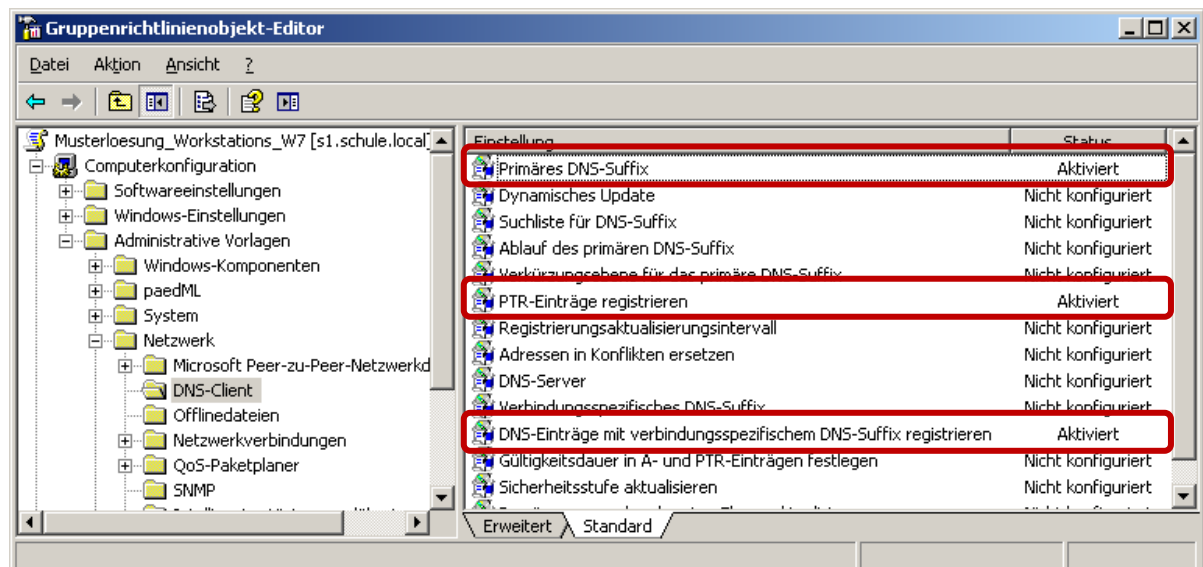 Gruppenrichtlinienobjekt-Editor
Datei Aktion Ansicht ?
Musterloesung_Workstations_W7 [s1.schule.local]
Computerkonfiguration
Softwareeinstellungen
Windows-Einstellungen
Administrative Vorlagen
Windows-Komponenten
paedML
System
Netzwerk
Microsoft Peer-zu-Peer-Netzwerkd
DNS-Client
Offlinedateien
Netzwerkverbindungen
QoS-Paketplaner
SNMP
Einstellung Status
Primäres DNS-Suffix Aktiviert
Dynamisches Update Nicht konfiguriert
Suchliste für DNS-Suffix Nicht konfiguriert
Ablauf des primären DNS-Suffix Nicht konfiguriert
Verkürzungsebene für das primäre DNS-Suffix Nicht konfiguriert
PTR-Einträge registrieren Aktiviert
Registrierungsaktualisierungsintervall Nicht konfiguriert
Adressen in Konflikten ersetzen Nicht konfiguriert
DNS-Server Nicht konfiguriert
Verbindungsspezifisches DNS-Suffix Nicht konfiguriert
DNS-Einträge mit verbindungsspezifischem DNS-Suffix registrieren Aktiviert
Gültigkeitsdauer in A- und PTR-Einträgen festlegen Nicht konfiguriert
Sicherheitsstufe aktualisieren Nicht konfiguriert
Erweitert Standard